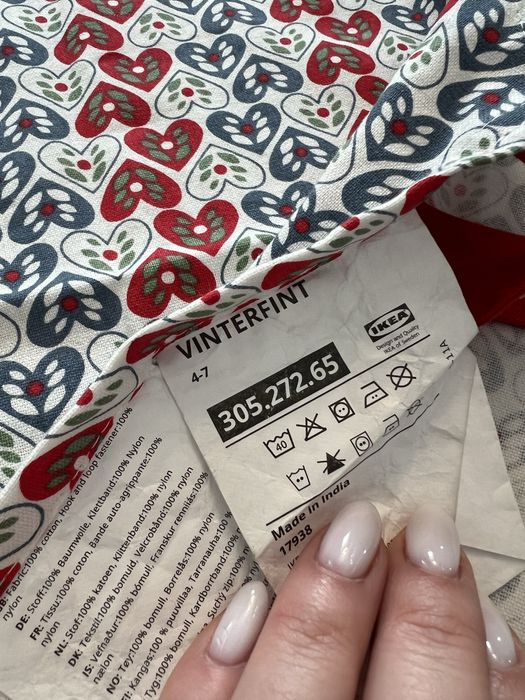 VINTERFINT
4-7
IKEA
Design and Quality
IKEA of Sweden
305.272.65
40
Made in India
17938
GB: Fabric:100% cotton, Hook and loop fastener:100%
nylon
DE: Stoff:100% Baumwolle, Klettband:100% Nylon
FR: Tissu:100% coton, Bande auto-agrippante:100%
nylon
NL: Stof:100% katoen, Klittenband:100% nylon
DK: Tekstil:100% bomuld, Velcrobånd:100% nylon
IS: Vefnaður:100% bómull, Franskur rennilás:100%
nælon
NO: Tøy:100% bomull, Borrelås:100% nylon
FI: Kangas:100 % puuvillaa, Tarranauha:100 %
Tyg:100% bomull, Kardborrband:100%
nylon